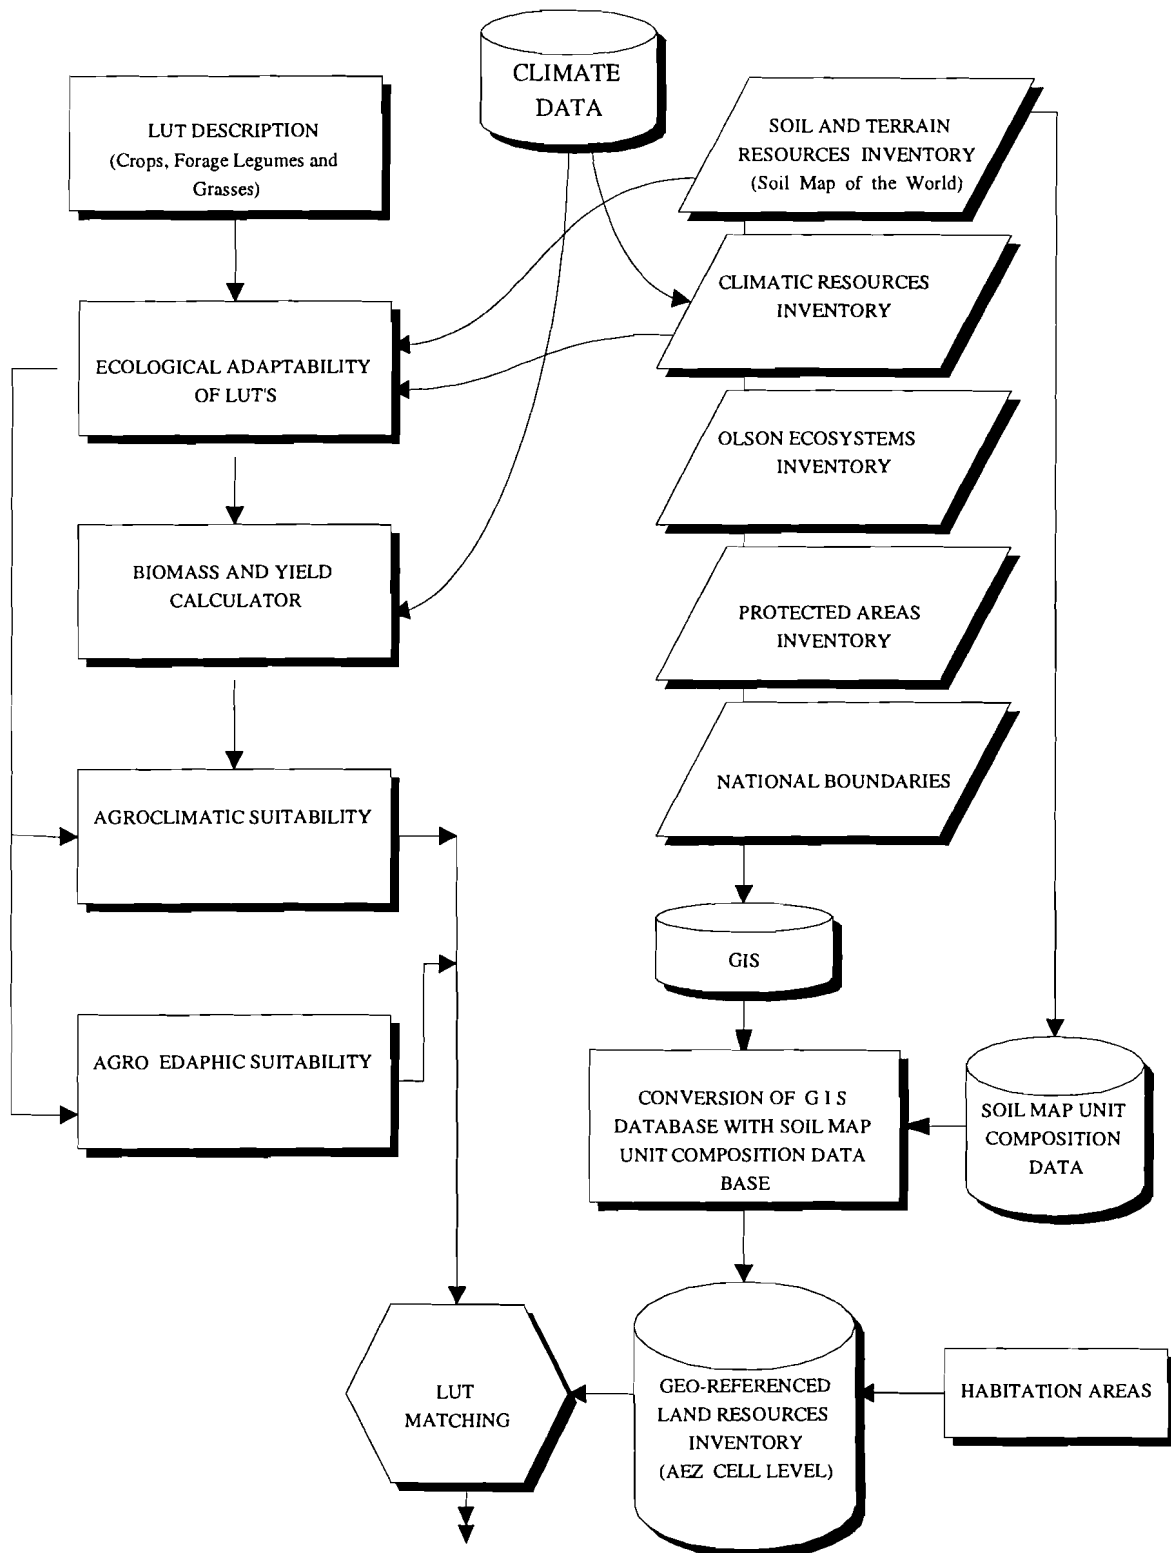 CLIMATE
DATA
LUT DESCRIPTION
(Crops, Forage Legumes and
Grasses)
SOIL AND TERRAIN
RESOURCES INVENTORY
(Soil Map of the World)
CLIMATIC RESOURCES
INVENTORY
ECOLOGICAL ADAPTABILITY
OF LUT'S
OLSON ECOSYSTEMS
INVENTORY
BIOMASS AND YIELD
CALCULATOR
PROTECTED AREAS
INVENTORY
NATIONAL BOUNDARIES
AGROCLIMATIC SUITABILITY
GIS
AGRO EDAPHIC SUITABILITY
CONVERSION OF G I S
DATABASE WITH SOIL MAP
UNIT COMPOSITION DATA
BASE
SOIL MAP UNIT
COMPOSITION
DATA
LUT
MATCHING
GEO-REFERENCED
LAND RESOURCES
INVENTORY
(AEZ CELL LEVEL)
HABITATION AREAS